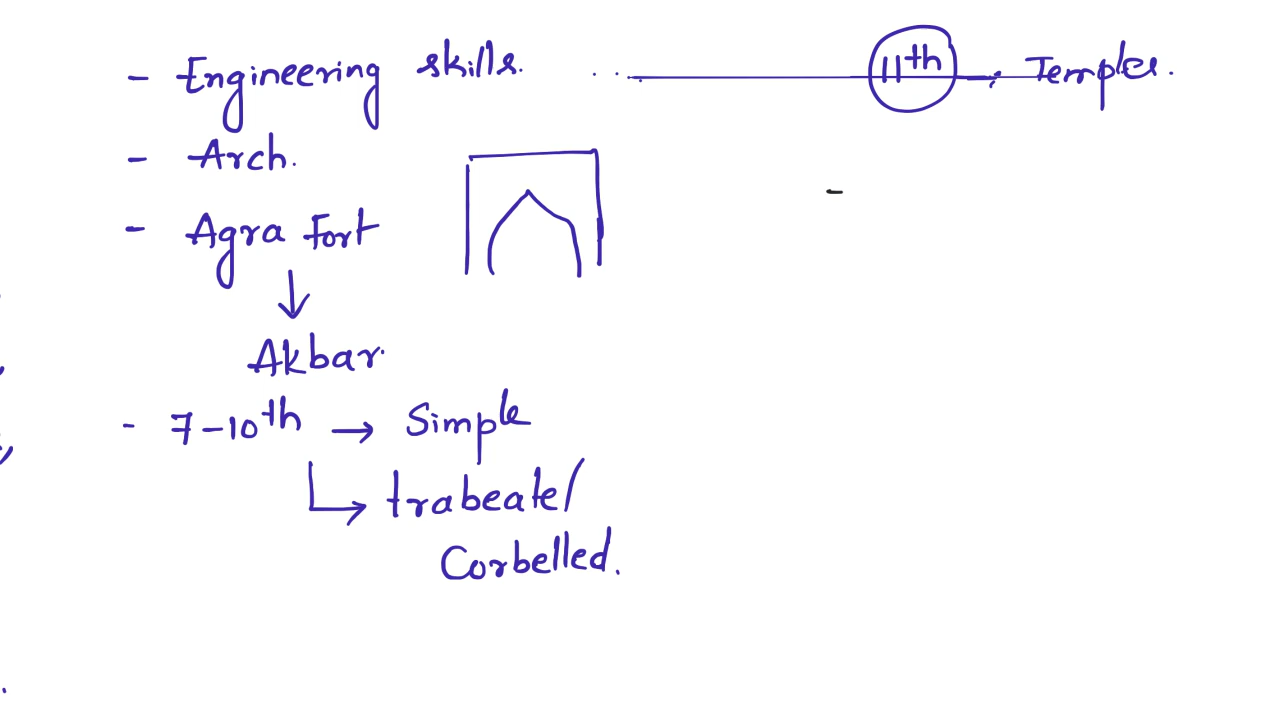 - Engineering skills. 11th Temples.
- Arch.
- Agra Fort
↓
Akbar.
- 7-10th → Simple
↳ trabeate/
Corbelled.